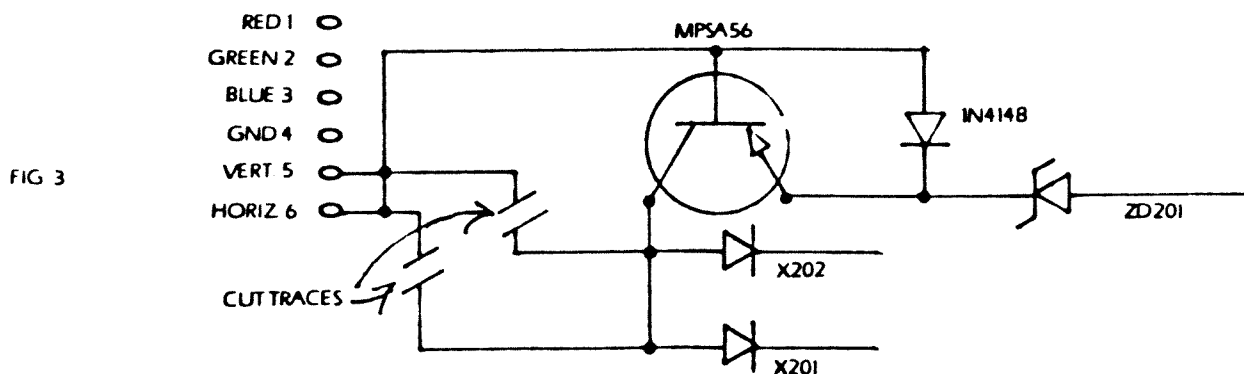 RED 1
GREEN 2
BLUE 3
GND 4
VERT 5
HORIZ 6
FIG 3
MPSA56
1N4148
ZD201
X202
CUT TRACES
X201